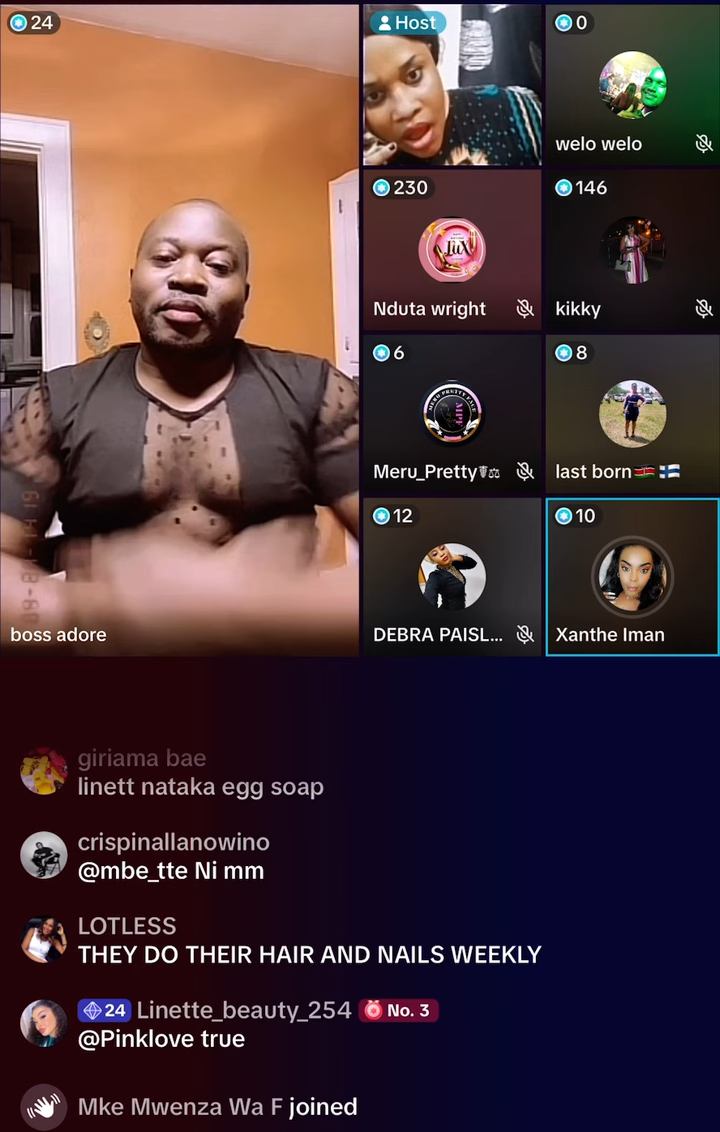 24
Host
0
welo welo
230
Nduta wright
146
kikky
6
Meru_Pretty
8
last born
12
DEBRA PAISL...
10
Xanthe Iman
boss adore
giriama bae
linett nataka egg soap
crispinallanowino
@mbe_tte Ni mm
LOTLESS
THEY DO THEIR HAIR AND NAILS WEEKLY
24 Linette_beauty_254 No. 3
@Pinklove true
Mke Mwenza Wa F joined